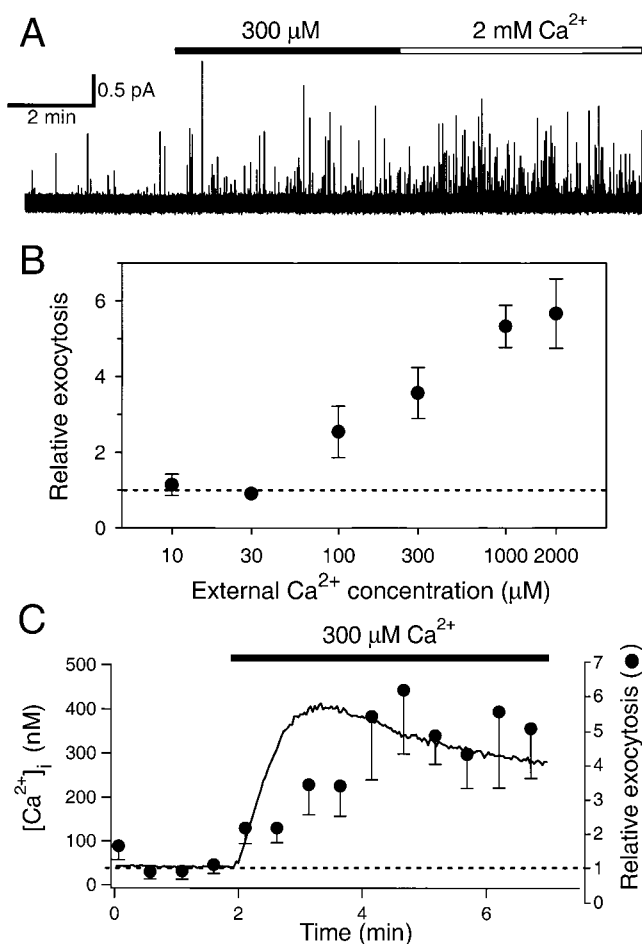 A
300 μM
2 mM Ca²⁺
0.5 pA
2 min
B
Relative exocytosis
6
4
2
0
10 30 100 300 1000 2000
External Ca²⁺ concentration (μM)
C
300 μM Ca²⁺
[Ca²⁺]ᵢ (nM)
500
400
300
200
100
0
7
6
5
4
3
2
1
0
Relative exocytosis (●)
0 2 4 6
Time (min)